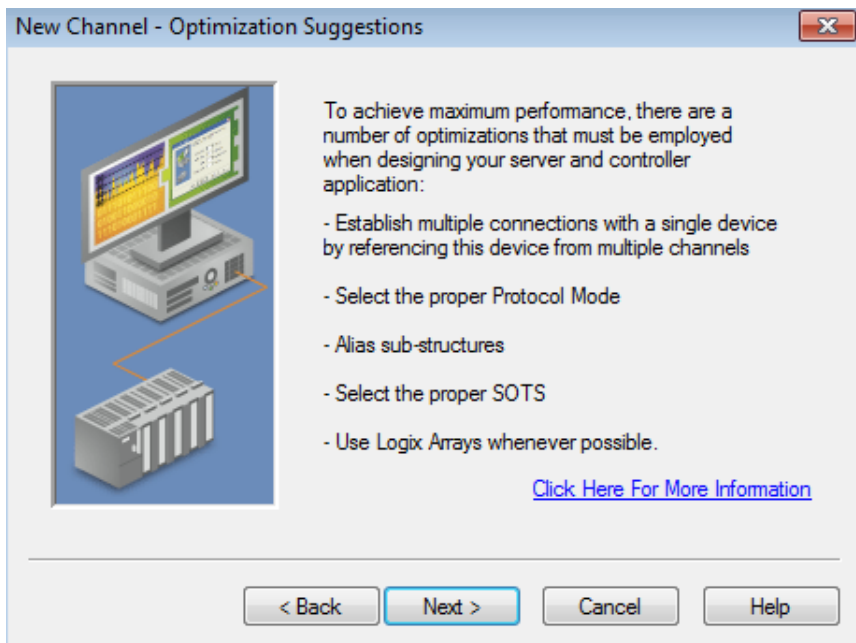 New Channel - Optimization Suggestions
To achieve maximum performance, there are a
number of optimizations that must be employed
when designing your server and controller
application:
- Establish multiple connections with a single device
by referencing this device from multiple channels
- Select the proper Protocol Mode
- Alias sub-structures
- Select the proper SOTS
- Use Logix Arrays whenever possible.
Click Here For More Information
< Back
Next >
Cancel
Help